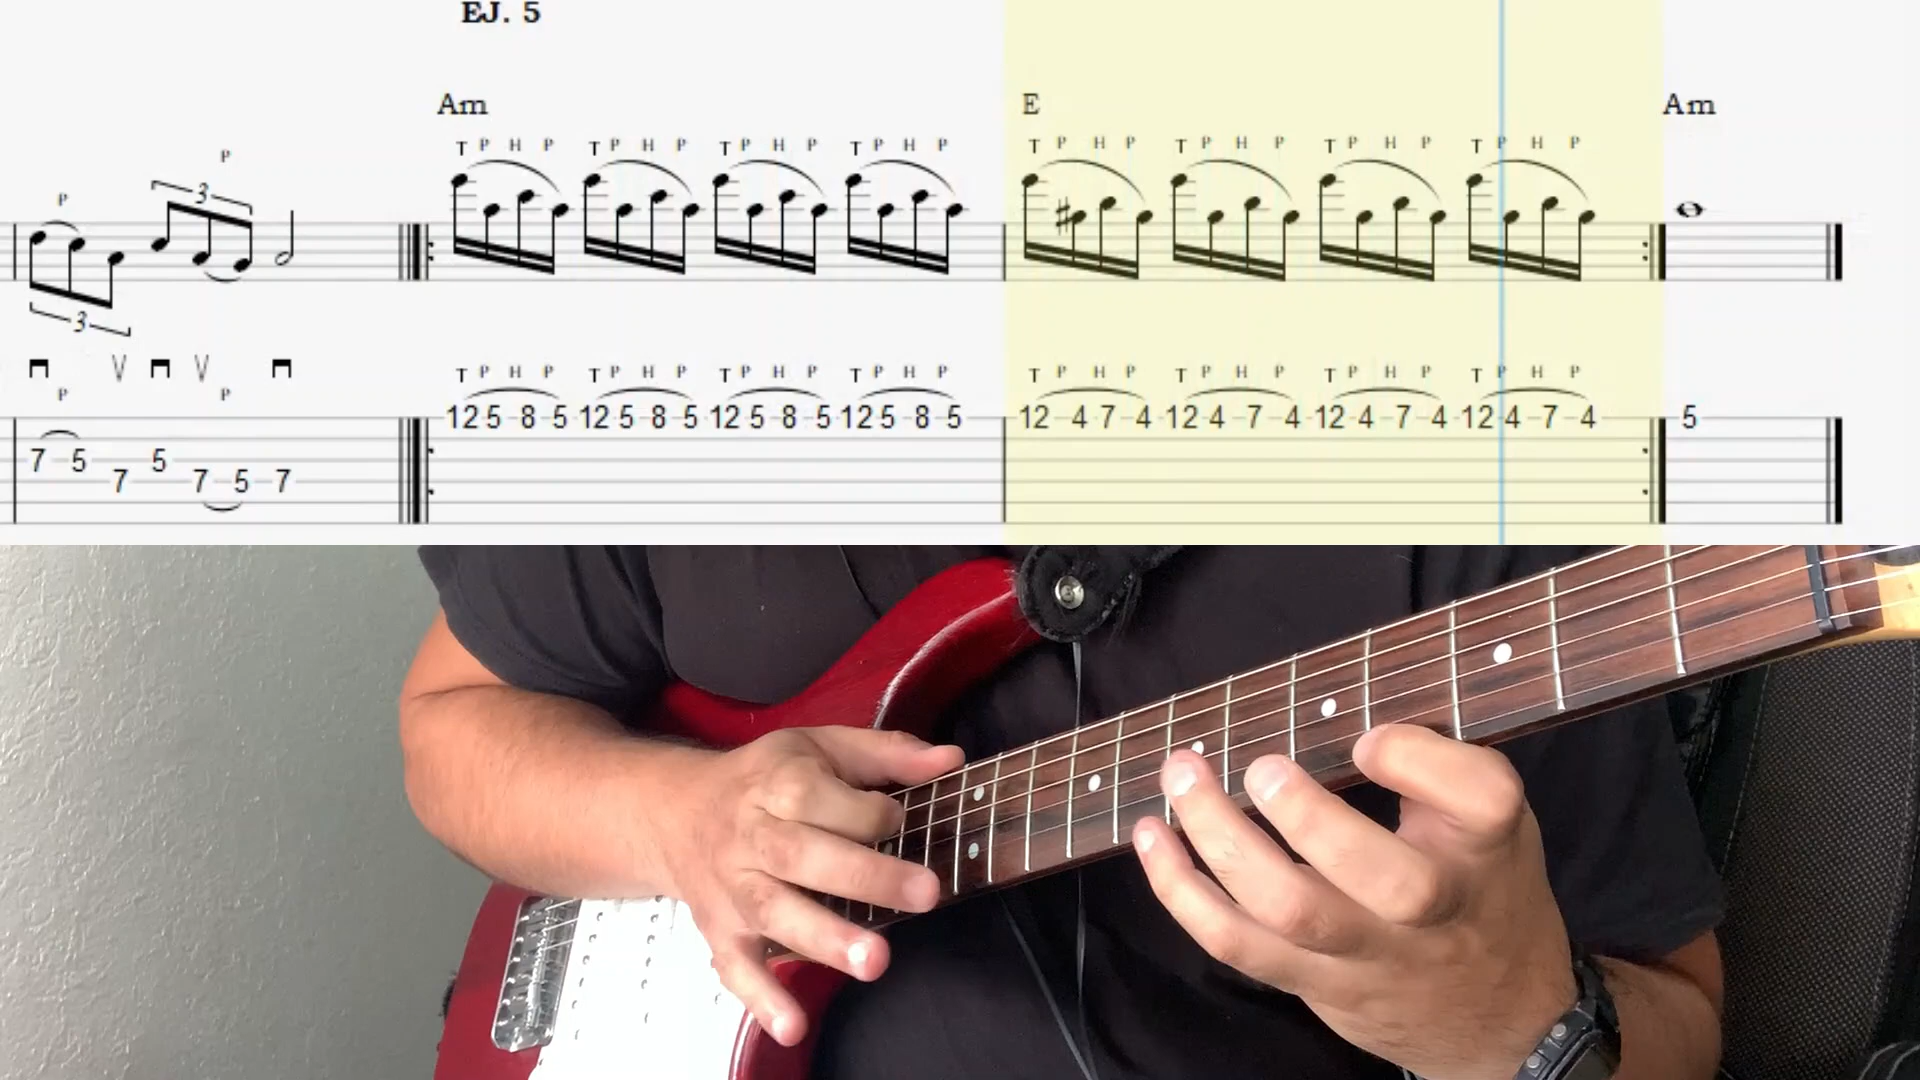 EJ. 5
Am E Am
P T P H P T P H P T P H P T P H P T P H P T P H P T P H P T P H P
P 3
3
V V
P P T P H P T P H P T P H P T P H P T P H P T P H P T P H P T P H P
12 5 8 5 12 5 8 5 12 5 8 5 12 5 8 5 12 4 7 4 12 4 7 4 12 4 7 4 12 4 7 4 5
7 5 5
7 7 5 7